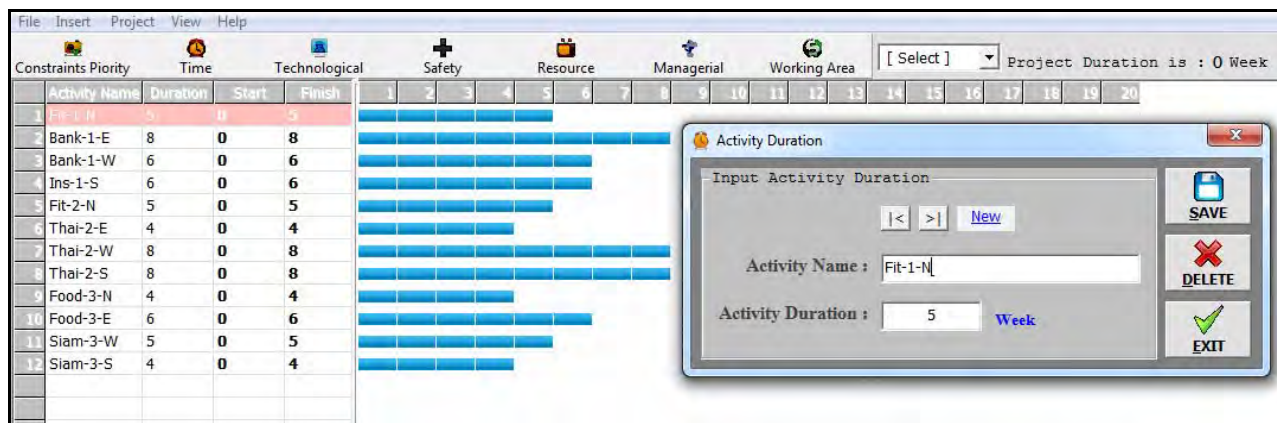 File Insert Project View Help
Constraints Piority Time Technological Safety Resource Managerial Working Area [ Select ] Project Duration is : 0 Week
Activity Name Duration Start Finish 1 2 3 4 5 6 7 8 9 10 11 12 13 14 15 16 17 18 19 20
1 Fit-1-N 5 0 5
2 Bank-1-E 8 0 8
3 Bank-1-W 6 0 6
4 Ins-1-S 6 0 6
5 Fit-2-N 5 0 5
6 Thai-2-E 4 0 4
7 Thai-2-W 8 0 8
8 Thai-2-S 8 0 8
9 Food-3-N 4 0 4
10 Food-3-E 6 0 6
11 Siam-3-W 5 0 5
12 Siam-3-S 4 0 4
Activity Duration
Input Activity Duration
|< >| New
Activity Name : Fit-1-N
Activity Duration : 5 Week
SAVE
DELETE
EXIT